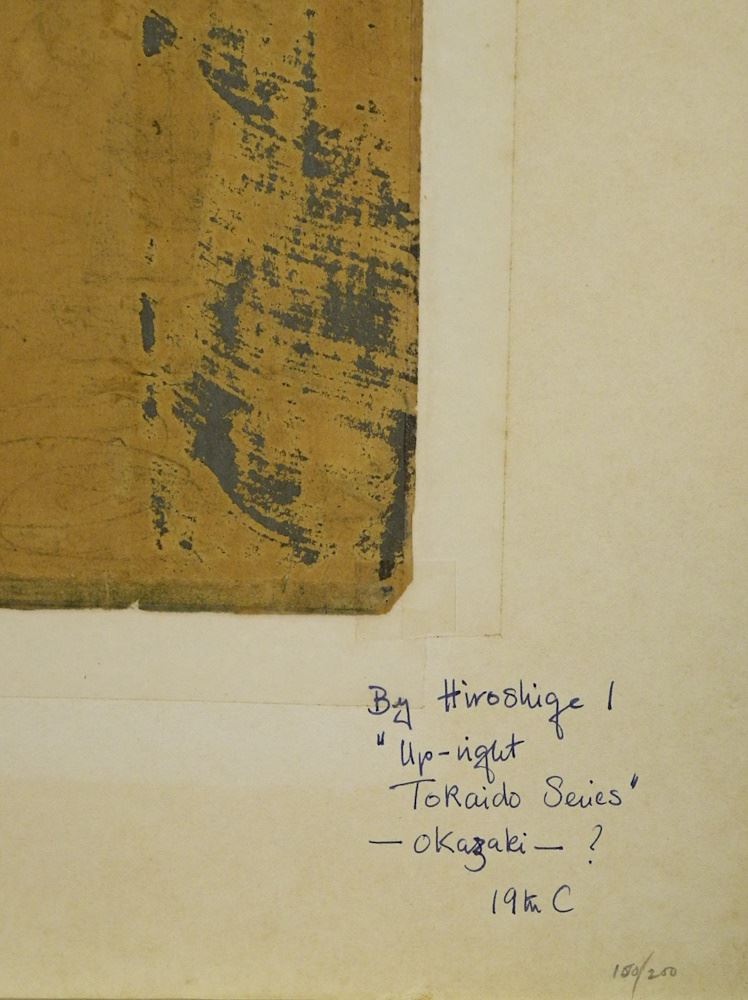 By Hiroshige I
"Up-right
Tokaido Series"
— Okazaki — ?
19th C
150/200